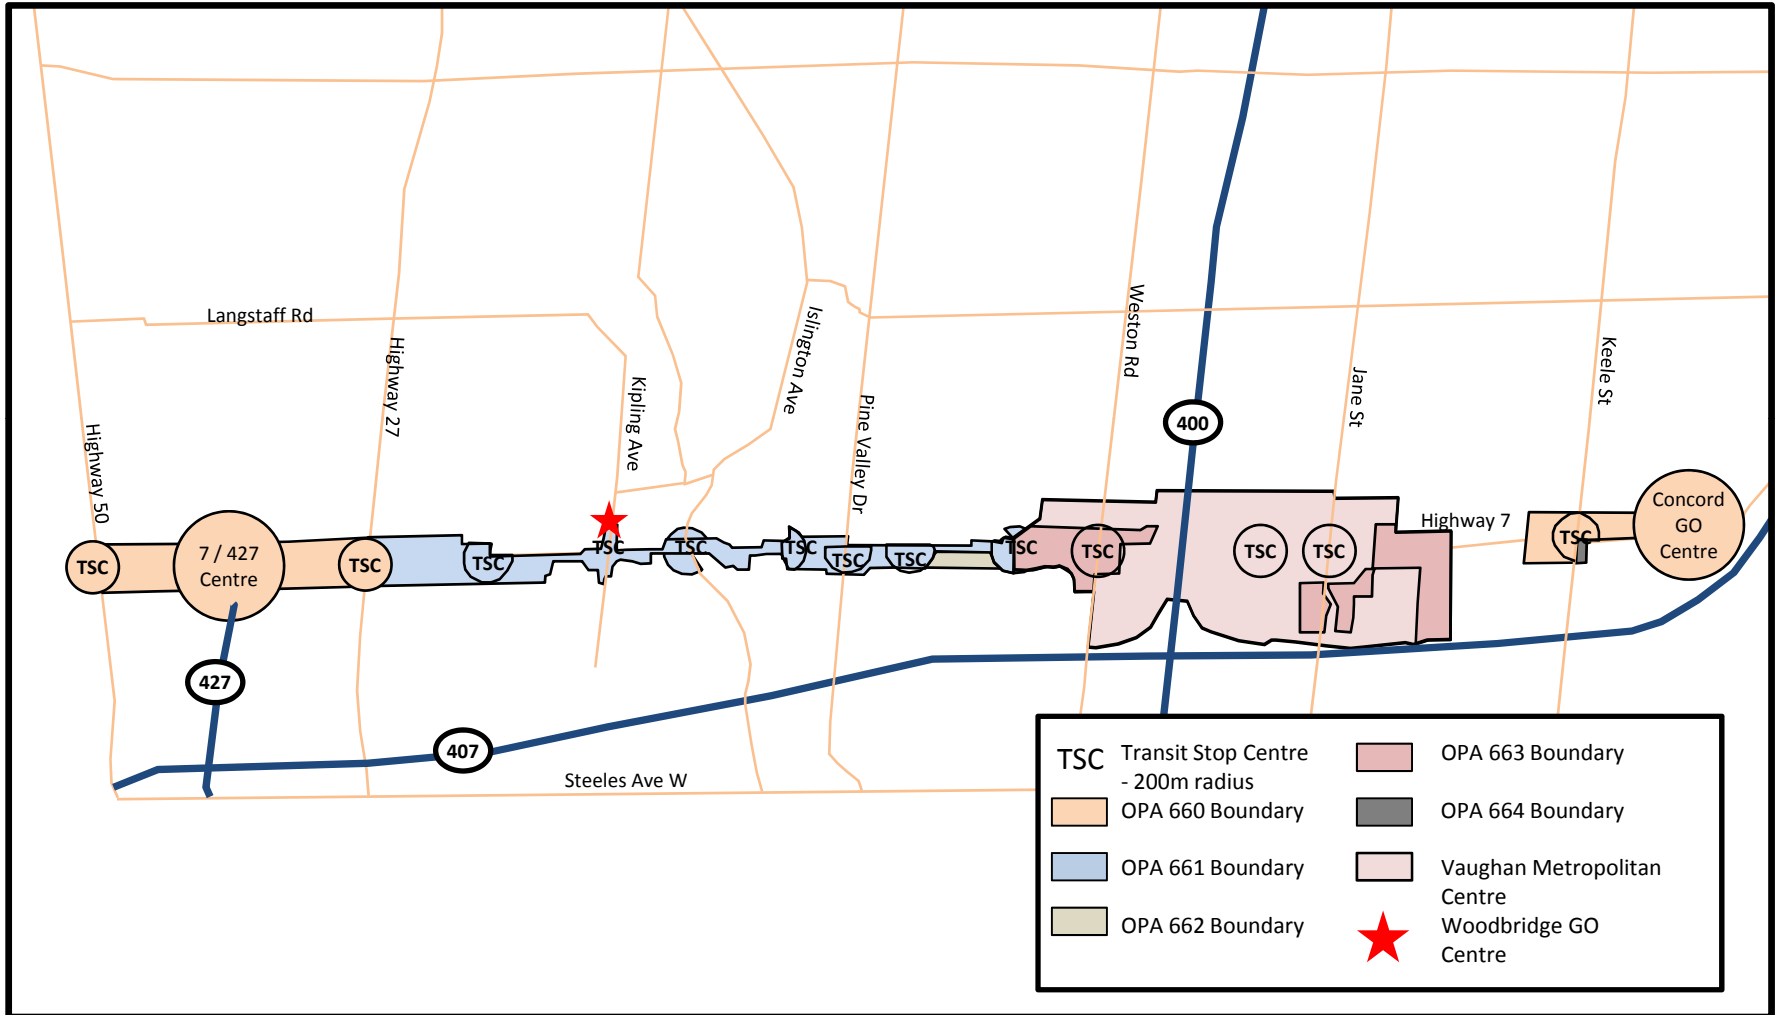 Langstaff Rd
Highway 50
Highway 27
Kipling Ave
Islington Ave
Pine Valley Dr
Weston Rd
400
Jane St
Keele St
Highway 7
TSC
7 / 427
Centre
TSC
TSC
TSC
TSC
TSC
TSC
TSC
TSC
TSC
TSC
TSC
TSC
Concord
GO
Centre
427
407
Steeles Ave W
TSC
Transit Stop Centre
- 200m radius
OPA 660 Boundary
OPA 661 Boundary
OPA 662 Boundary
OPA 663 Boundary
OPA 664 Boundary
Vaughan Metropolitan
Centre
Woodbridge GO
Centre